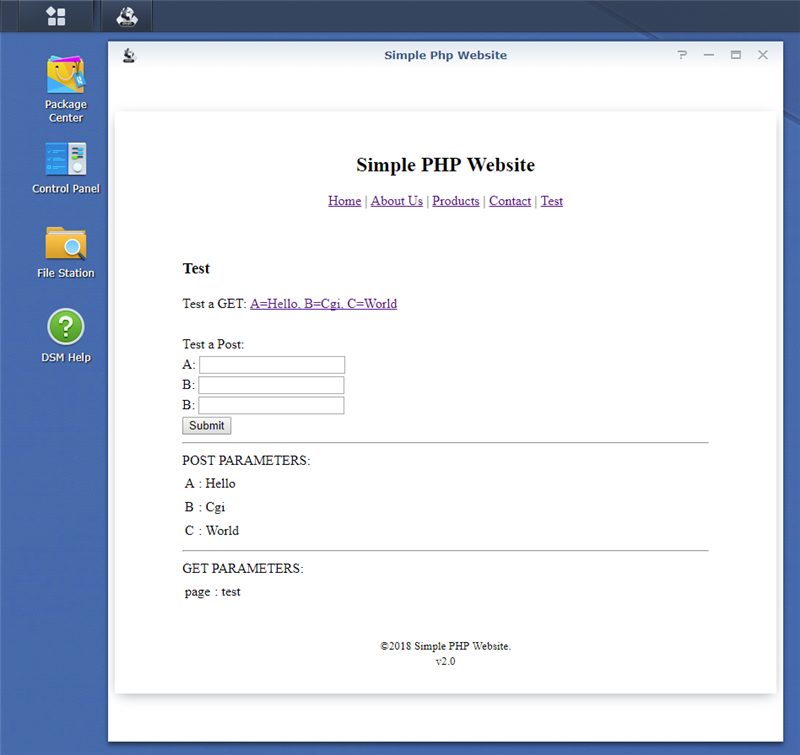 Simple Php Website
Package
Center
Control Panel
File Station
DSM Help
Simple PHP Website
Home | About Us | Products | Contact | Test
Test
Test a GET: A=Hello, B=Cgi, C=World
Test a Post:
A:
B:
B:
Submit
POST PARAMETERS:
A : Hello
B : Cgi
C : World
GET PARAMETERS:
page : test
©2018 Simple PHP Website.
v2.0